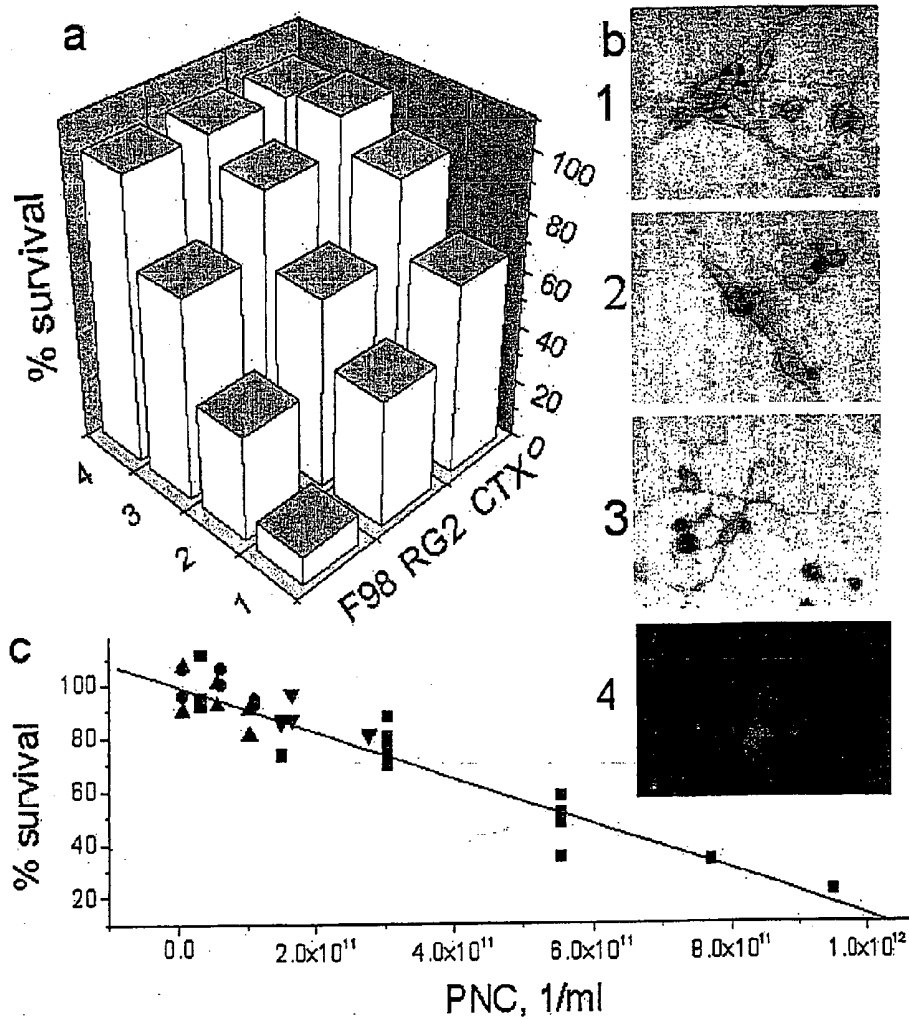 a
% survival
100
80
60
40
20
0
4
3
2
1
F98 RG2 CTX
b
1
2
3
4
c
% survival
100
80
60
40
20
0.0
2.0x10¹¹
4.0x10¹¹
6.0x10¹¹
8.0x10¹¹
1.0x10¹²
PNC, 1/ml